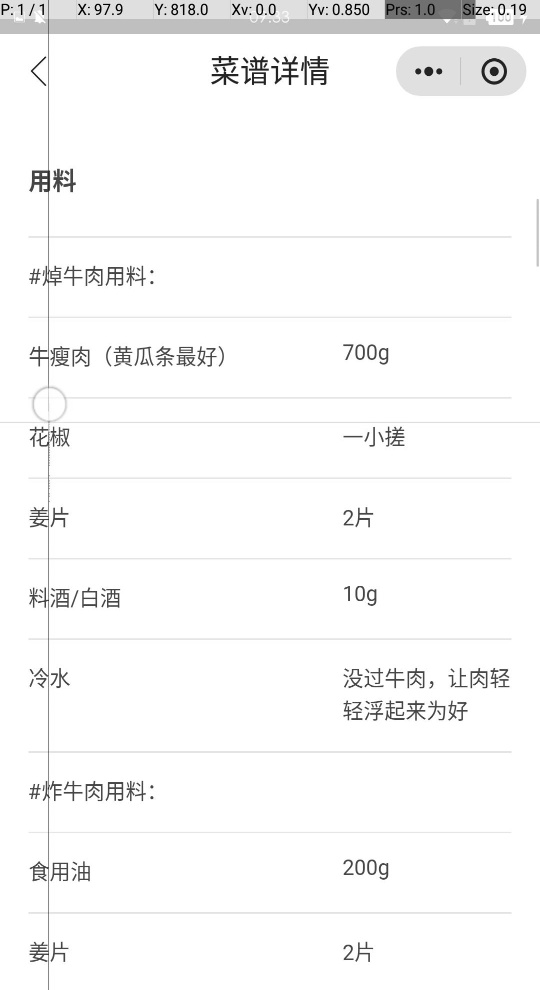 P: 1 / 1 X: 97.9 Y: 818.0 Xv: 0.0 Yv: 0.850 Prs: 1.0 Size: 0.19
菜谱详情
用料
#焯牛肉用料：
牛瘦肉（黄瓜条最好） 700g
花椒 一小搓
姜片 2片
料酒/白酒 10g
冷水 没过牛肉，让肉轻
轻浮起来为好
#炸牛肉用料：
食用油 200g
姜片 2片